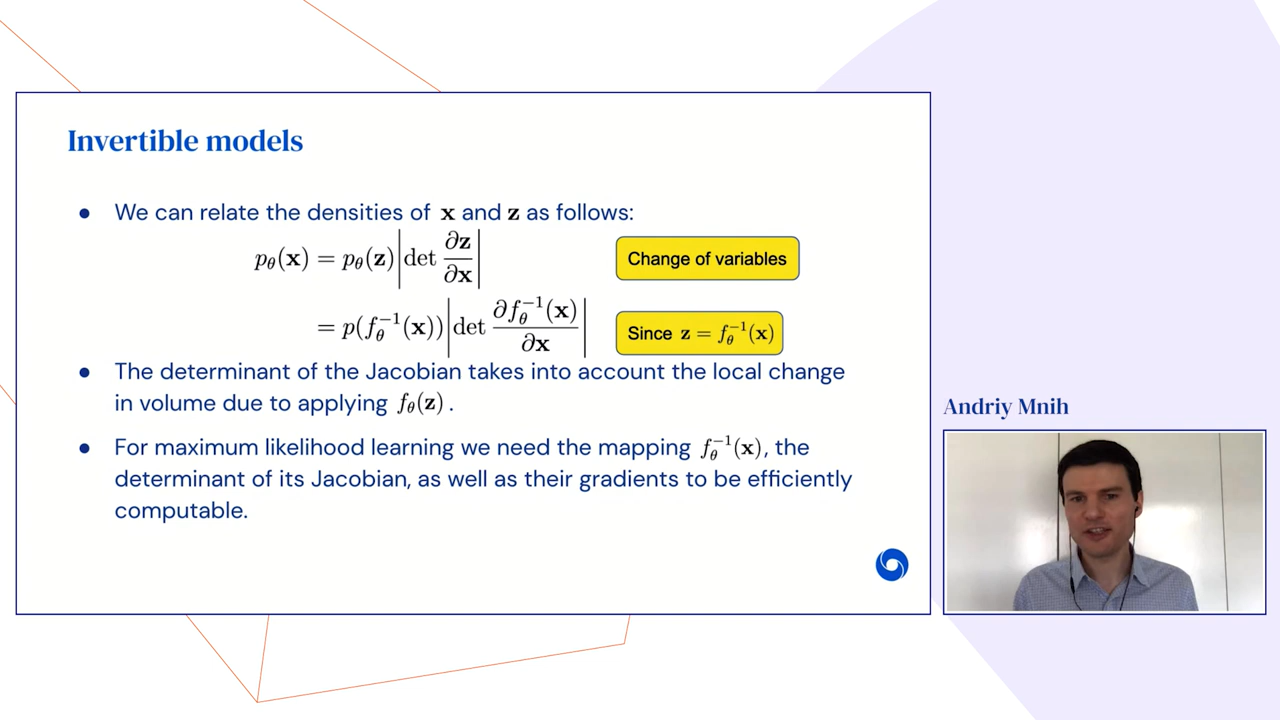 Invertible models
● We can relate the densities of x and z as follows:
pθ(x) = pθ(z)|det ∂z/∂x|
Change of variables
= p(fθ⁻¹(x))|det ∂fθ⁻¹(x)/∂x|
Since z = fθ⁻¹(x)
● The determinant of the Jacobian takes into account the local change
in volume due to applying fθ(z).
● For maximum likelihood learning we need the mapping fθ⁻¹(x), the
determinant of its Jacobian, as well as their gradients to be efficiently
computable.
Andriy Mnih